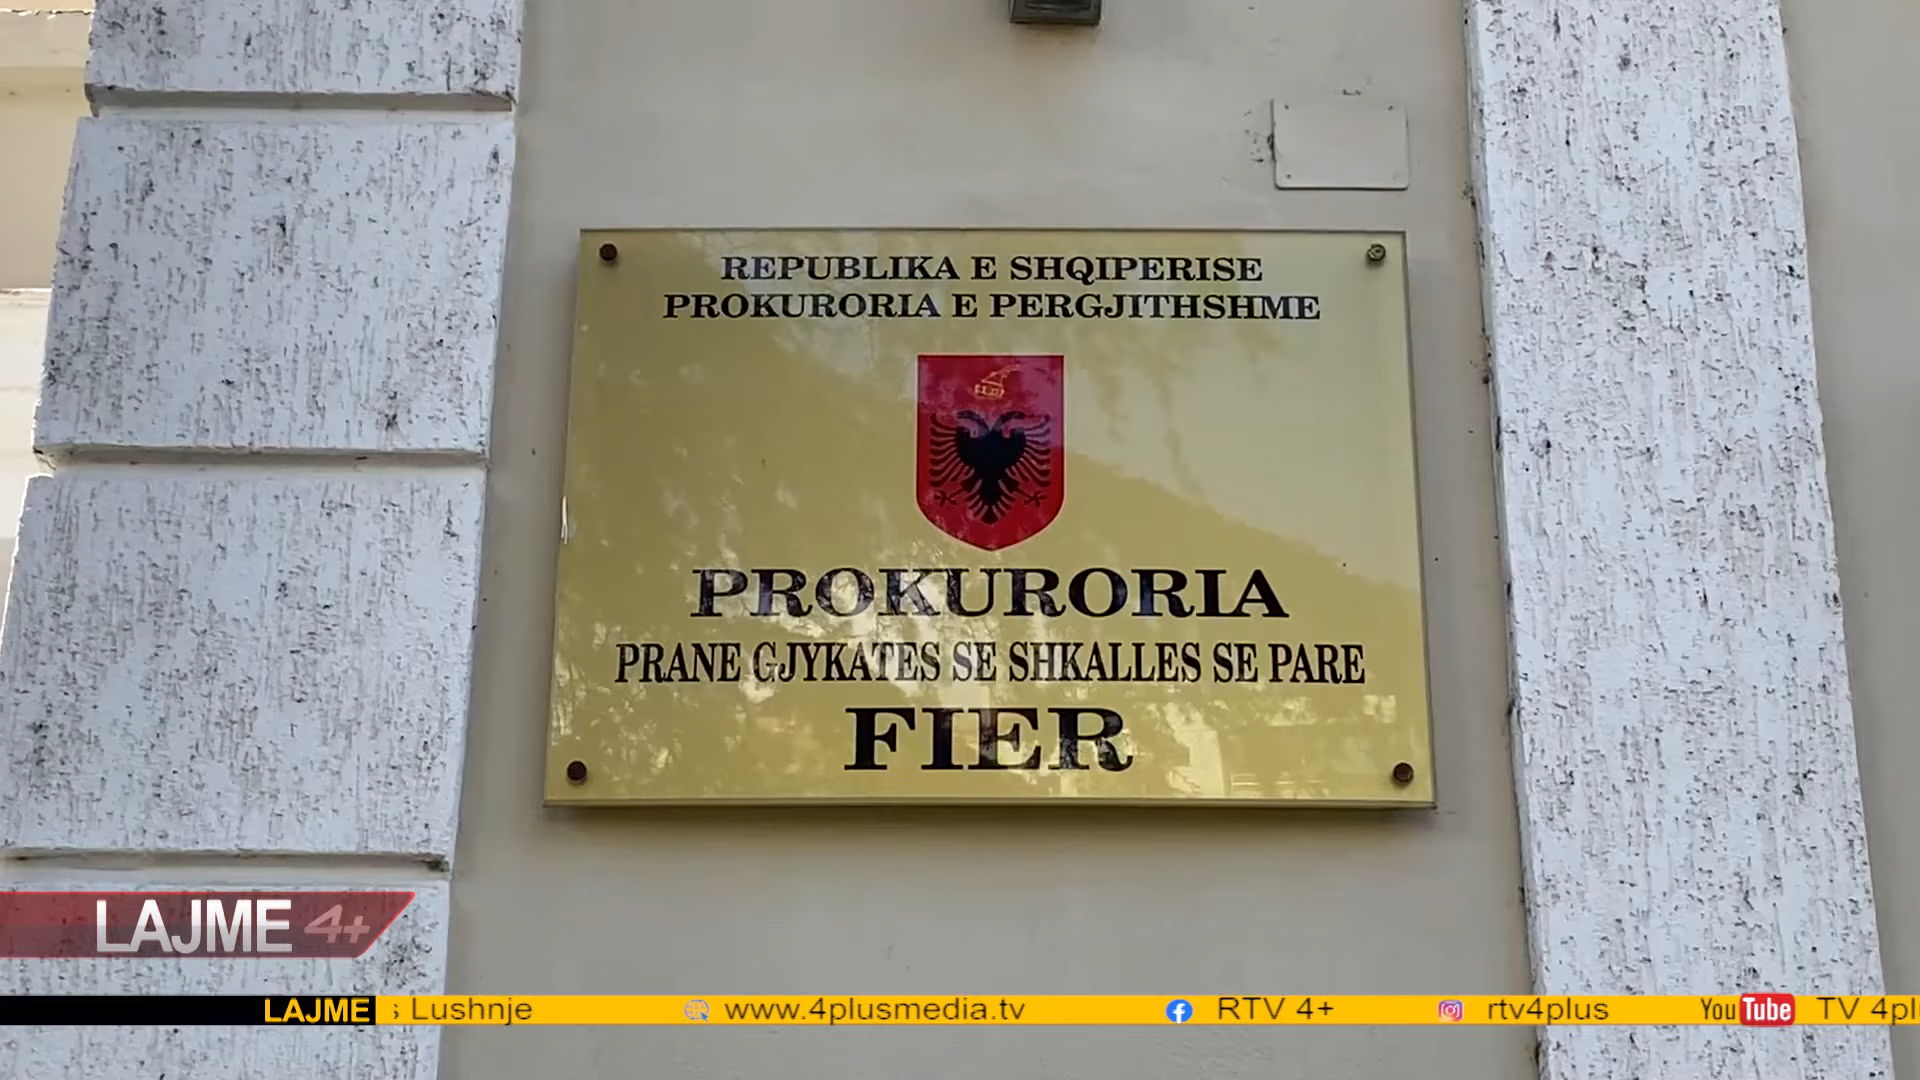 REPUBLIKA E SHQIPERISE
PROKURORIA E PERGJITHSHME
PROKURORIA
PRANE GJYKATES SE SHKALLES SE PARE
FIER
LAJME 4+
LAJME Lushnje www.4plusmedia.tv RTV 4+ rtv4plus YouTube TV